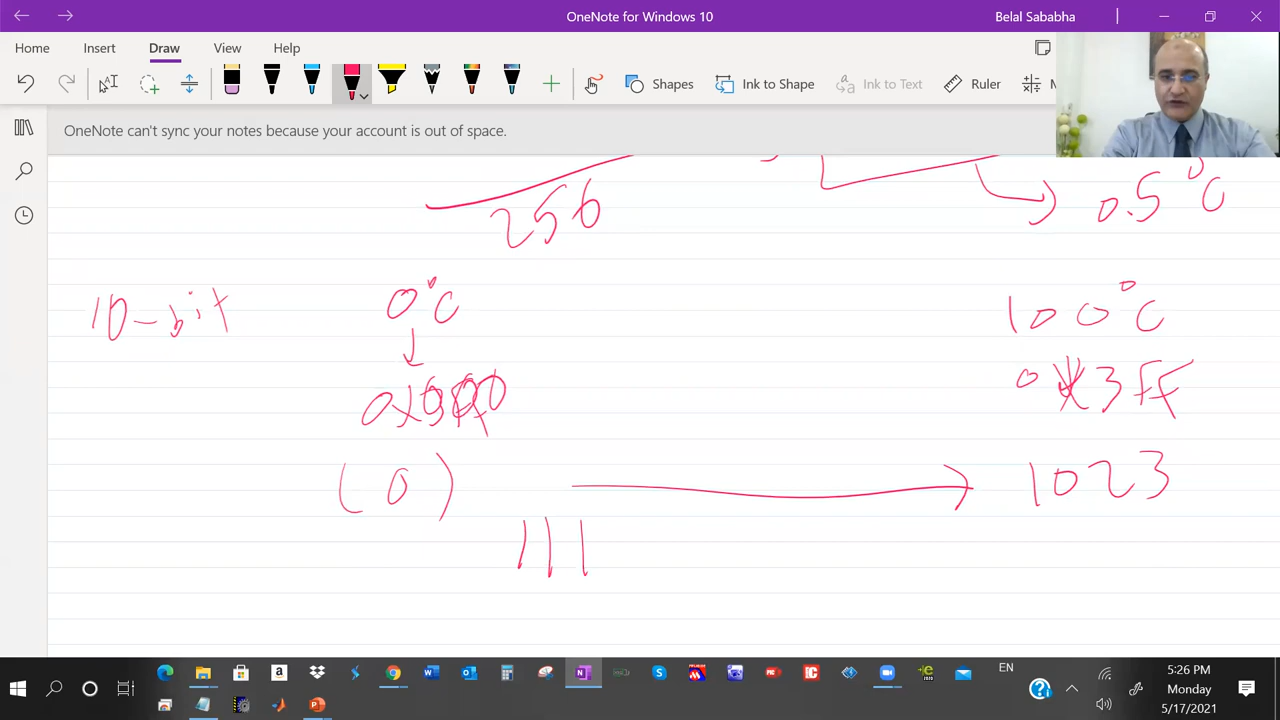 OneNote for Windows 10
Belal Sababha
Home Insert Draw View Help
Shapes Ink to Shape Ink to Text Ruler M
OneNote can't sync your notes because your account is out of space.
256 0.5°C
10-bit 0°C 100°C
0x3FF
(0) 1023
111
EN
5:26 PM
Monday
5/17/2021